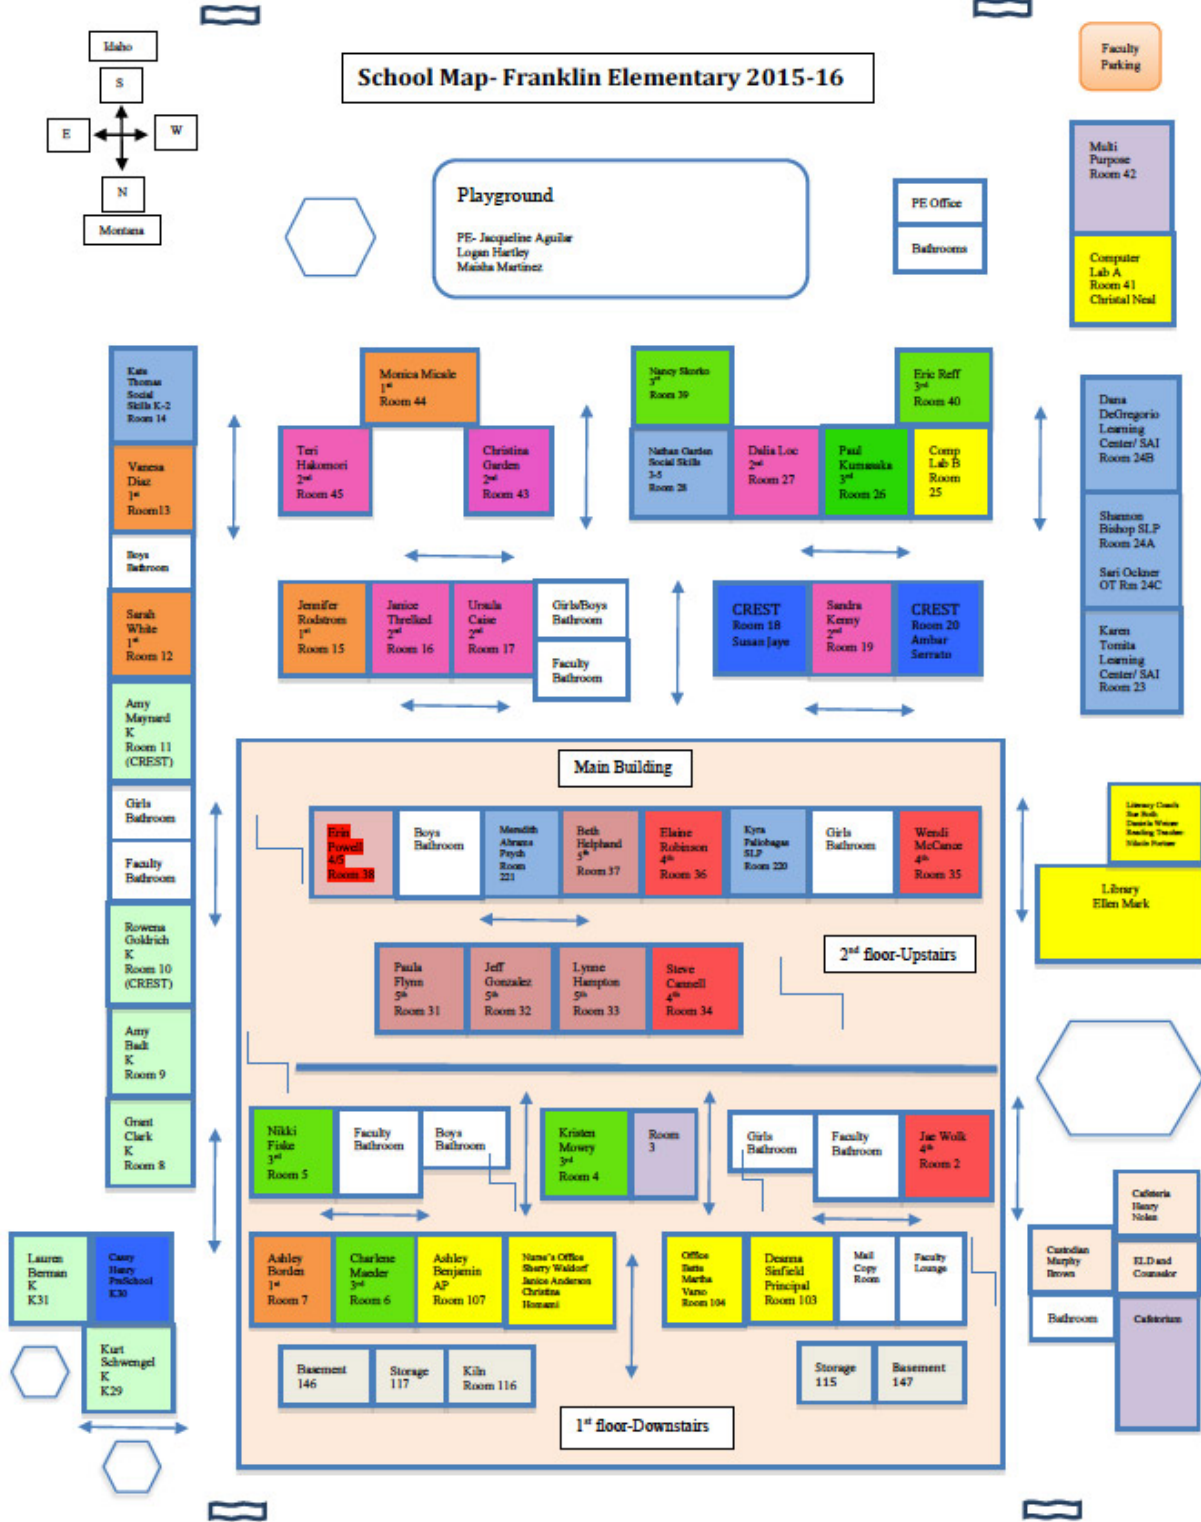 Idaho
S
E
W
N
Montana
School Map- Franklin Elementary 2015-16
Faculty
Parking
Multi
Purpose
Room 42
Computer
Lab A
Room 41
Christal Neal
Playground
PE- Jacqueline Aguilar
Logan Hartley
Maisha Martinez
PE Office
Bathrooms
Kate
Thomas
Social
Skills K-2
Room 14
Vanesa
Diaz
1st
Room13
Boys
Bathroom
Sarah
White
1st
Room 12
Amy
Maynard
K
Room 11
(CREST)
Girls
Bathroom
Faculty
Bathroom
Rowena
Goldrich
K
Room 10
(CREST)
Amy
Badt
K
Room 9
Grant
Clark
K
Room 8
Monica Micale
1st
Room 44
Teri
Hakomori
2nd
Room 45
Christina
Garden
2nd
Room 43
Nancy Skorko
3rd
Room 39
Eric Reff
3rd
Room 40
Nathan Garden
Social Skills
3-5
Room 28
Dalia Loc
2nd
Room 27
Paul
Kumasaka
3rd
Room 26
Comp
Lab B
Room
25
Dana
DeGregorio
Learning
Center/ SAI
Room 24B
Shannon
Bishop SLP
Room 24A
Sari Ockner
OT Rm 24C
Karen
Tomita
Learning
Center/ SAI
Room 23
Jennifer
Rodstrom
1st
Room 15
Janice
Threlked
2nd
Room 16
Ursula
Caise
2nd
Room 17
Girls/Boys
Bathroom
Faculty
Bathroom
CREST
Room 18
Susan Jaye
Sandra
Kenny
2nd
Room 19
CREST
Room 20
Ambar
Serrato
Main Building
Erin
Powell
4/5
Room 38
Boys
Bathroom
Meredith
Abrams
Psych
Room
221
Beth
Helphand
5th
Room 37
Elaine
Robinson
4th
Room 36
Kyra
Paliobagas
SLP
Room 220
Girls
Bathroom
Wendi
McCance
4th
Room 35
Literacy Coach
Sue Roth
Daniela Weiner
Reading Teacher
Nikole
Library
Ellen Mark
Paula
Flynn
5th
Room 31
Jeff
Gonzalez
5th
Room 32
Lynne
Hampton
5th
Room 33
Steve
Cannell
4th
Room 34
2nd floor-Upstairs
Nikki
Fiske
3rd
Room 5
Faculty
Bathroom
Boys
Bathroom
Kristen
Mowry
3rd
Room 4
Room
3
Girls
Bathroom
Faculty
Bathroom
Jae Wolk
4th
Room 2
Lauren
Berman
K
K31
Casey
Henry
PreSchool
K30
Kurt
Schwengel
K
K29
Ashley
Borden
1st
Room 7
Charlene
Maeder
3rd
Room 6
Ashley
Benjamin
AP
Room 107
Nurse's Office
Sherry Waldorf
Janice Anderson
Christina
Homami
Office
Martha
Varso
Room 104
Deanna
Sinfield
Principal
Room 103
Mail
Copy
Room
Faculty
Lounge
Cafeteria
Henry
Nolen
Custodian
Murphy
Brown
ELD and
Counselor
Bathroom
Cafetorium
Basement
146
Storage
117
Kiln
Room 116
Storage
115
Basement
147
1st floor-Downstairs